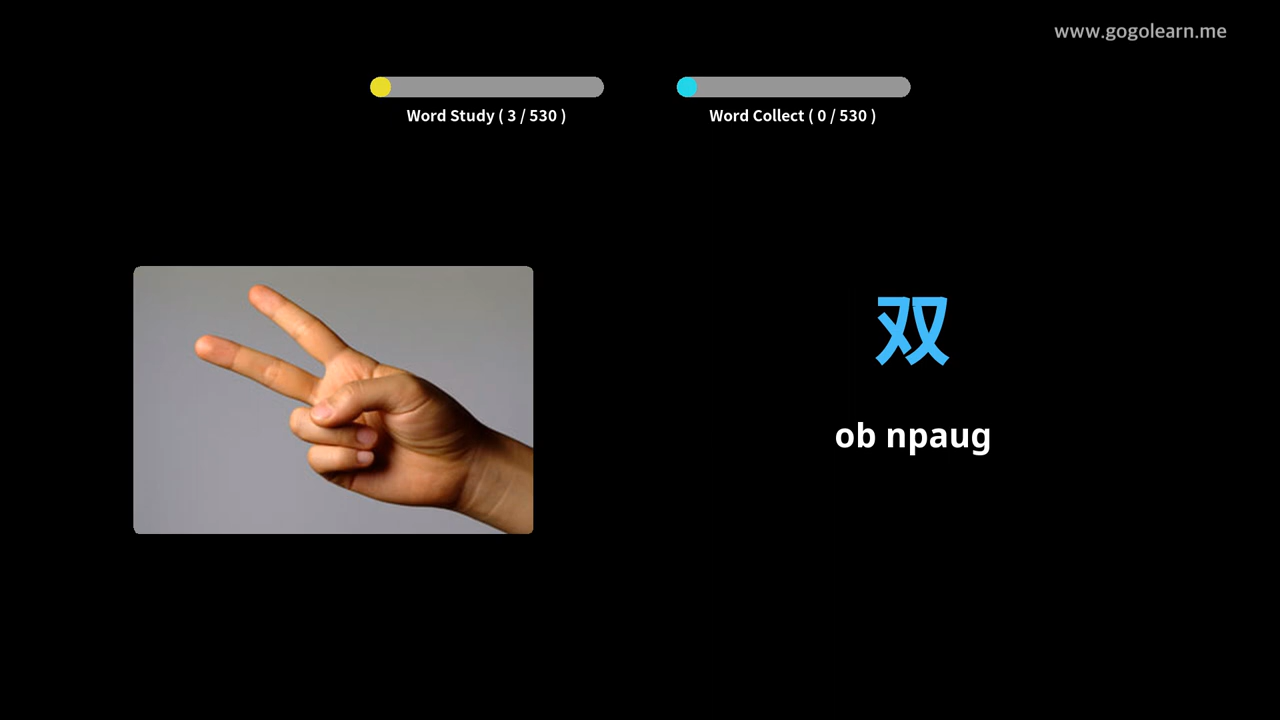 www.gogolearn.me
Word Study ( 3 / 530 )
Word Collect ( 0 / 530 )
双
ob npaug